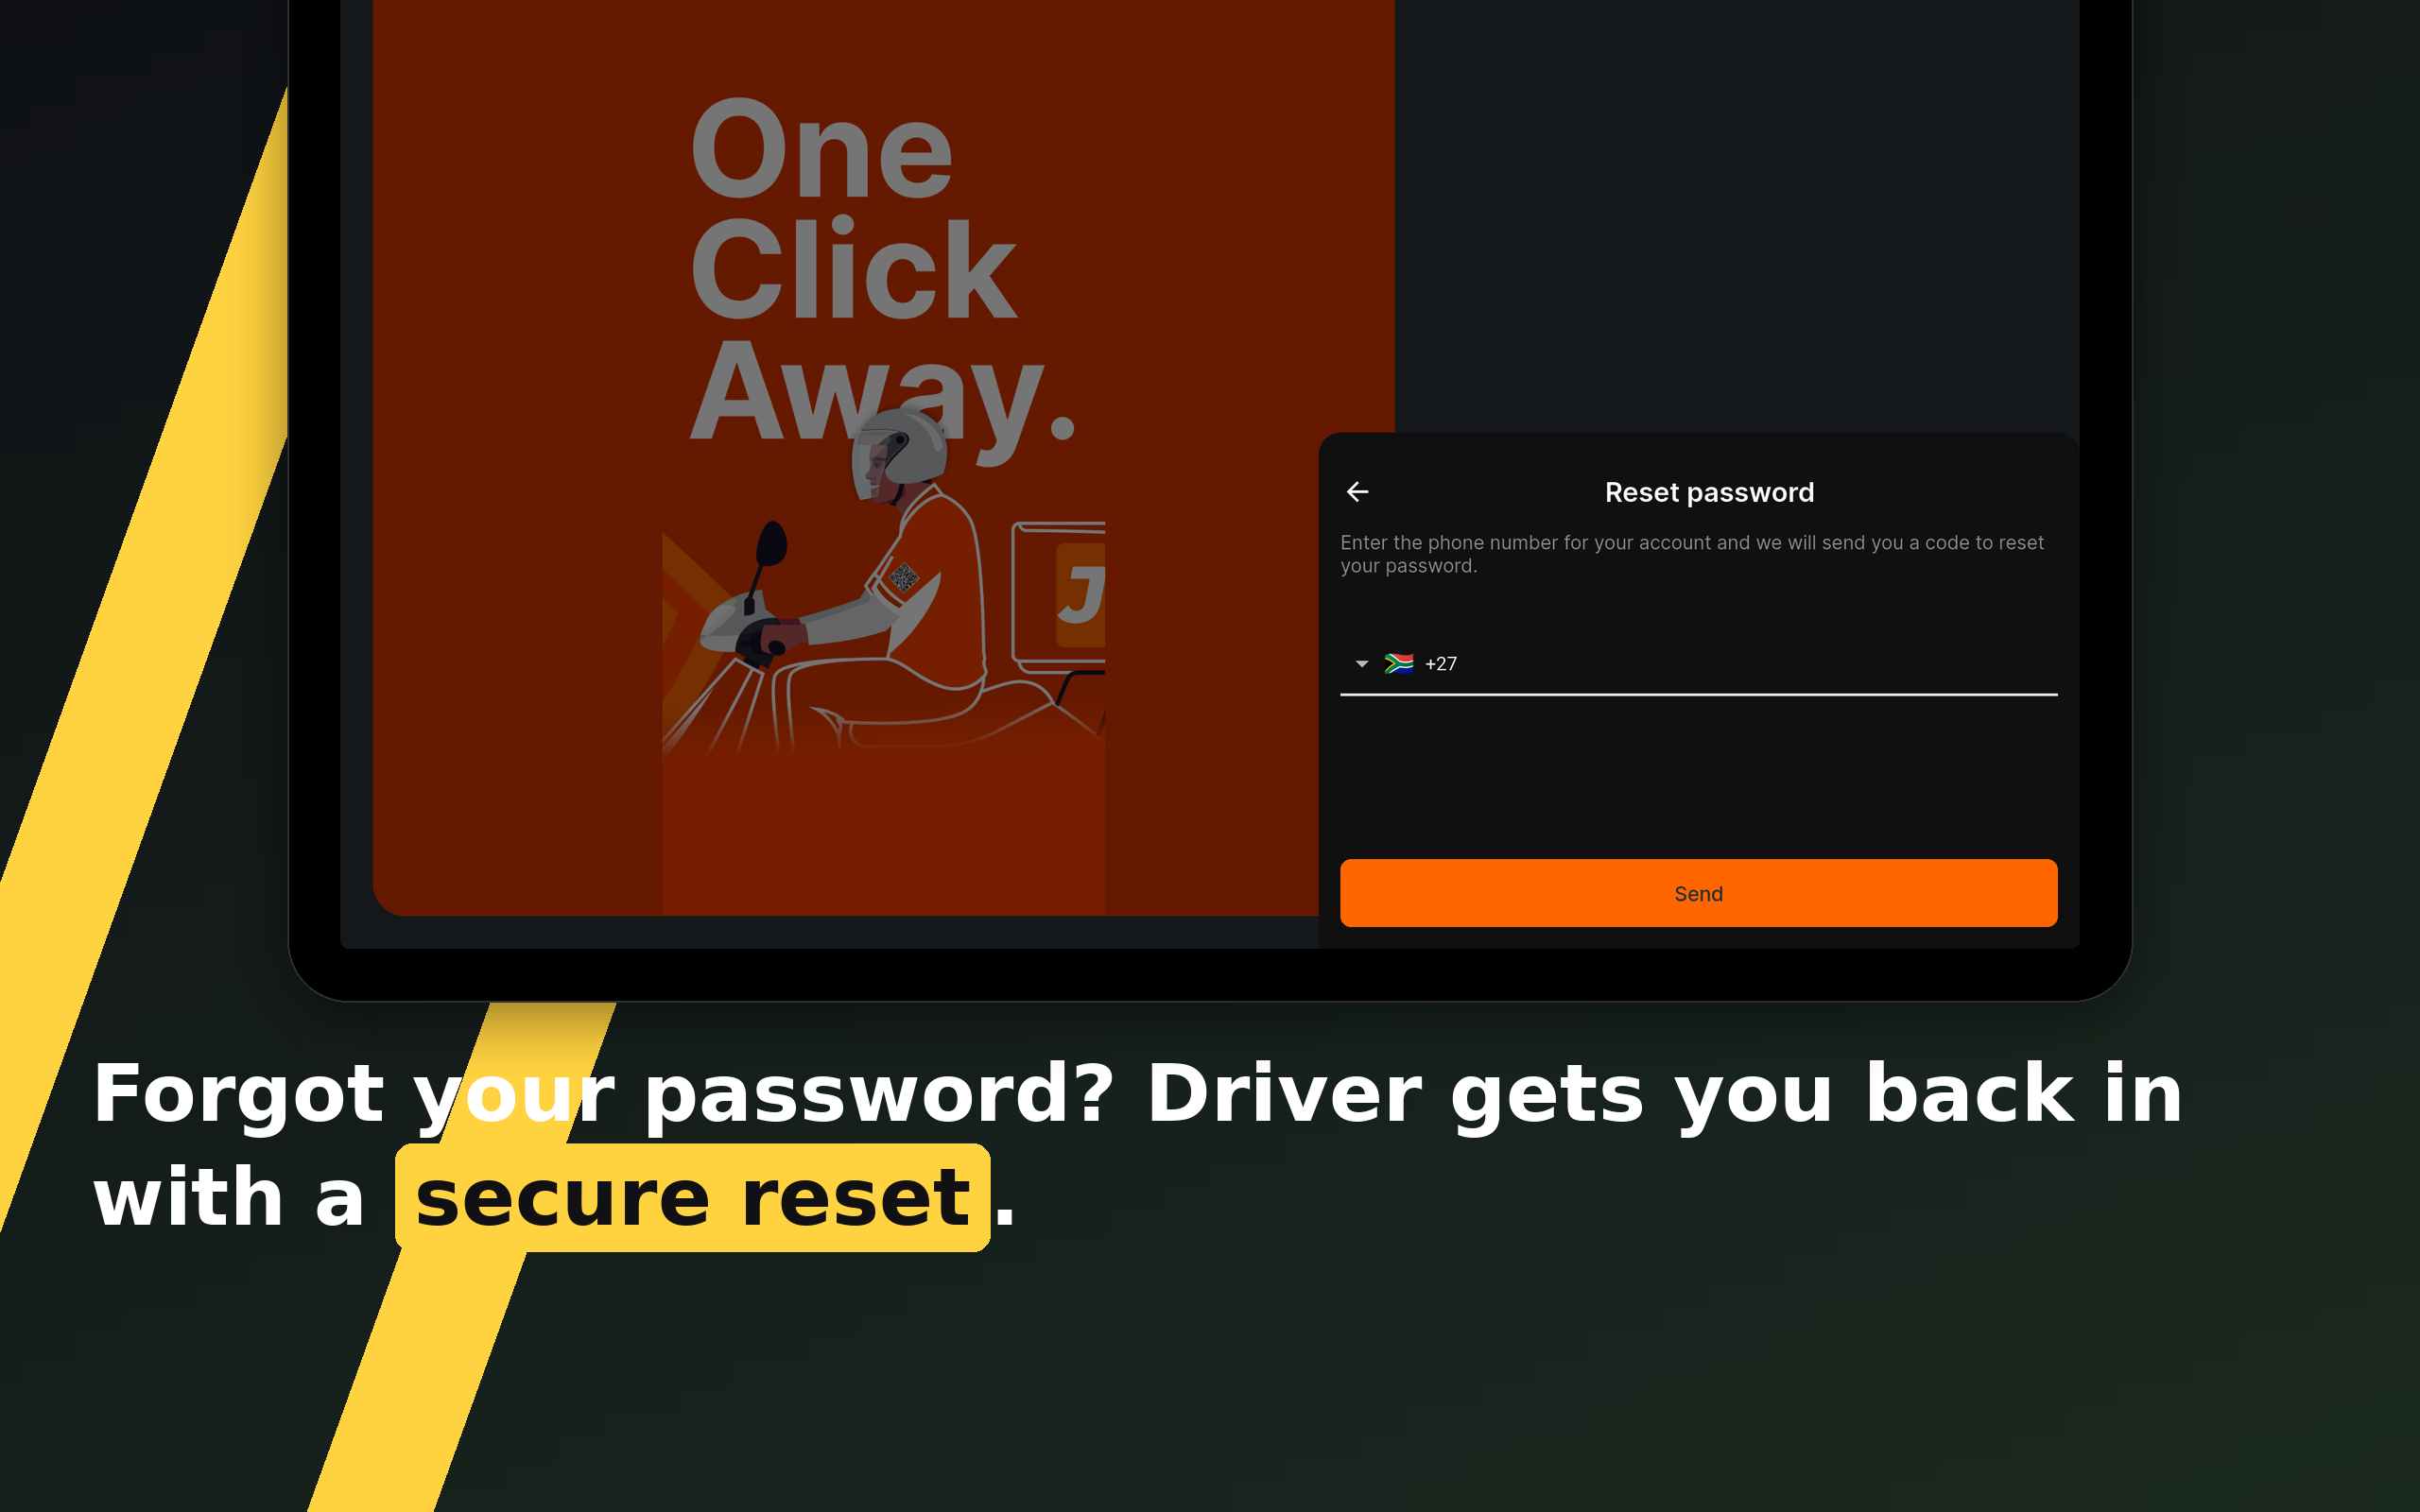 One
Click
Away.
J
Reset password
Enter the phone number for your account and we will send you a code to reset
your password.
+27
Send
Forgot your password? Driver gets you back in
with a secure reset.